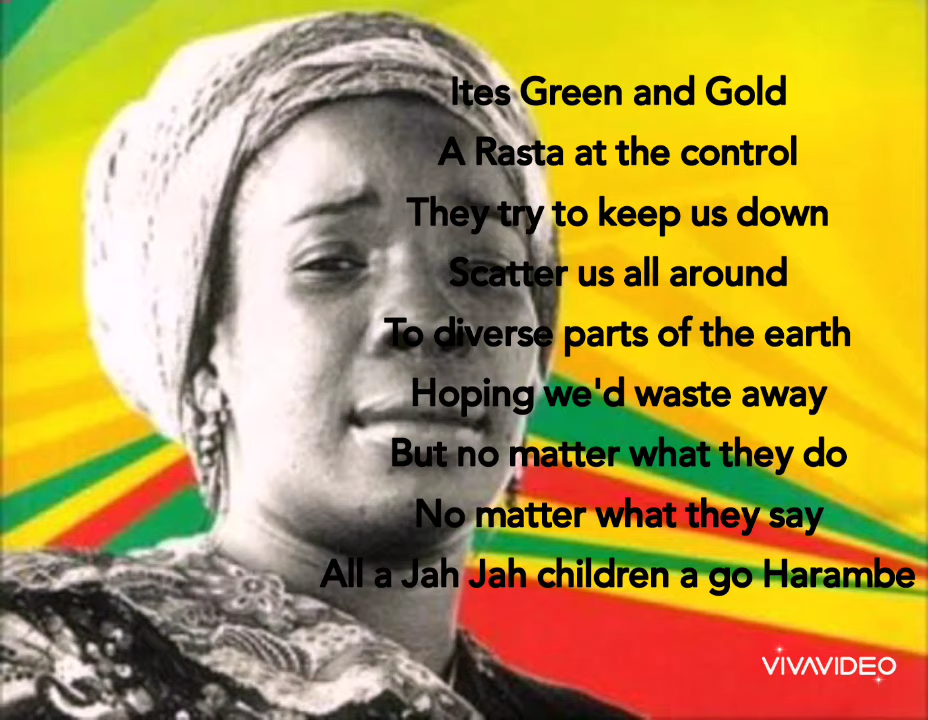 Ites Green and Gold
A Rasta at the control
They try to keep us down
Scatter us all around
To diverse parts of the earth
Hoping we'd waste away
But no matter what they do
No matter what they say
All a Jah Jah children a go Harambe
VIVAVIDEO